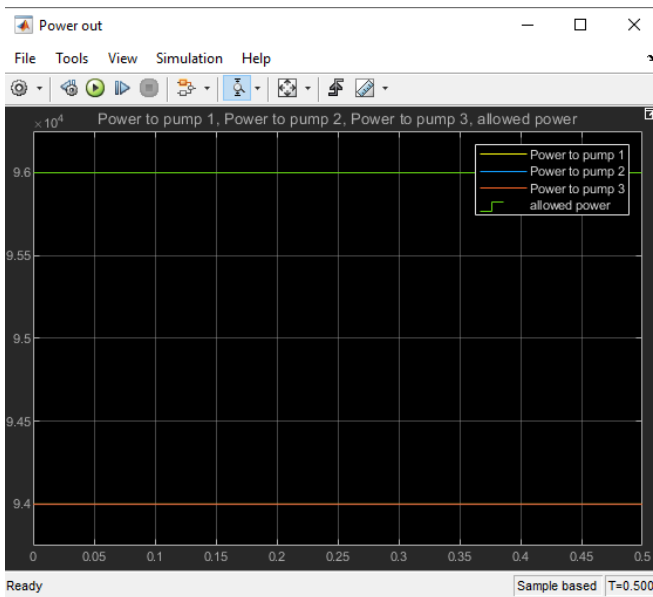 Power out
File Tools View Simulation Help
×10⁴ Power to pump 1, Power to pump 2, Power to pump 3, allowed power
Power to pump 1
Power to pump 2
Power to pump 3
allowed power
9.6
9.55
9.5
9.45
9.4
0 0.05 0.1 0.15 0.2 0.25 0.3 0.35 0.4 0.45 0.5
Ready Sample based T=0.500